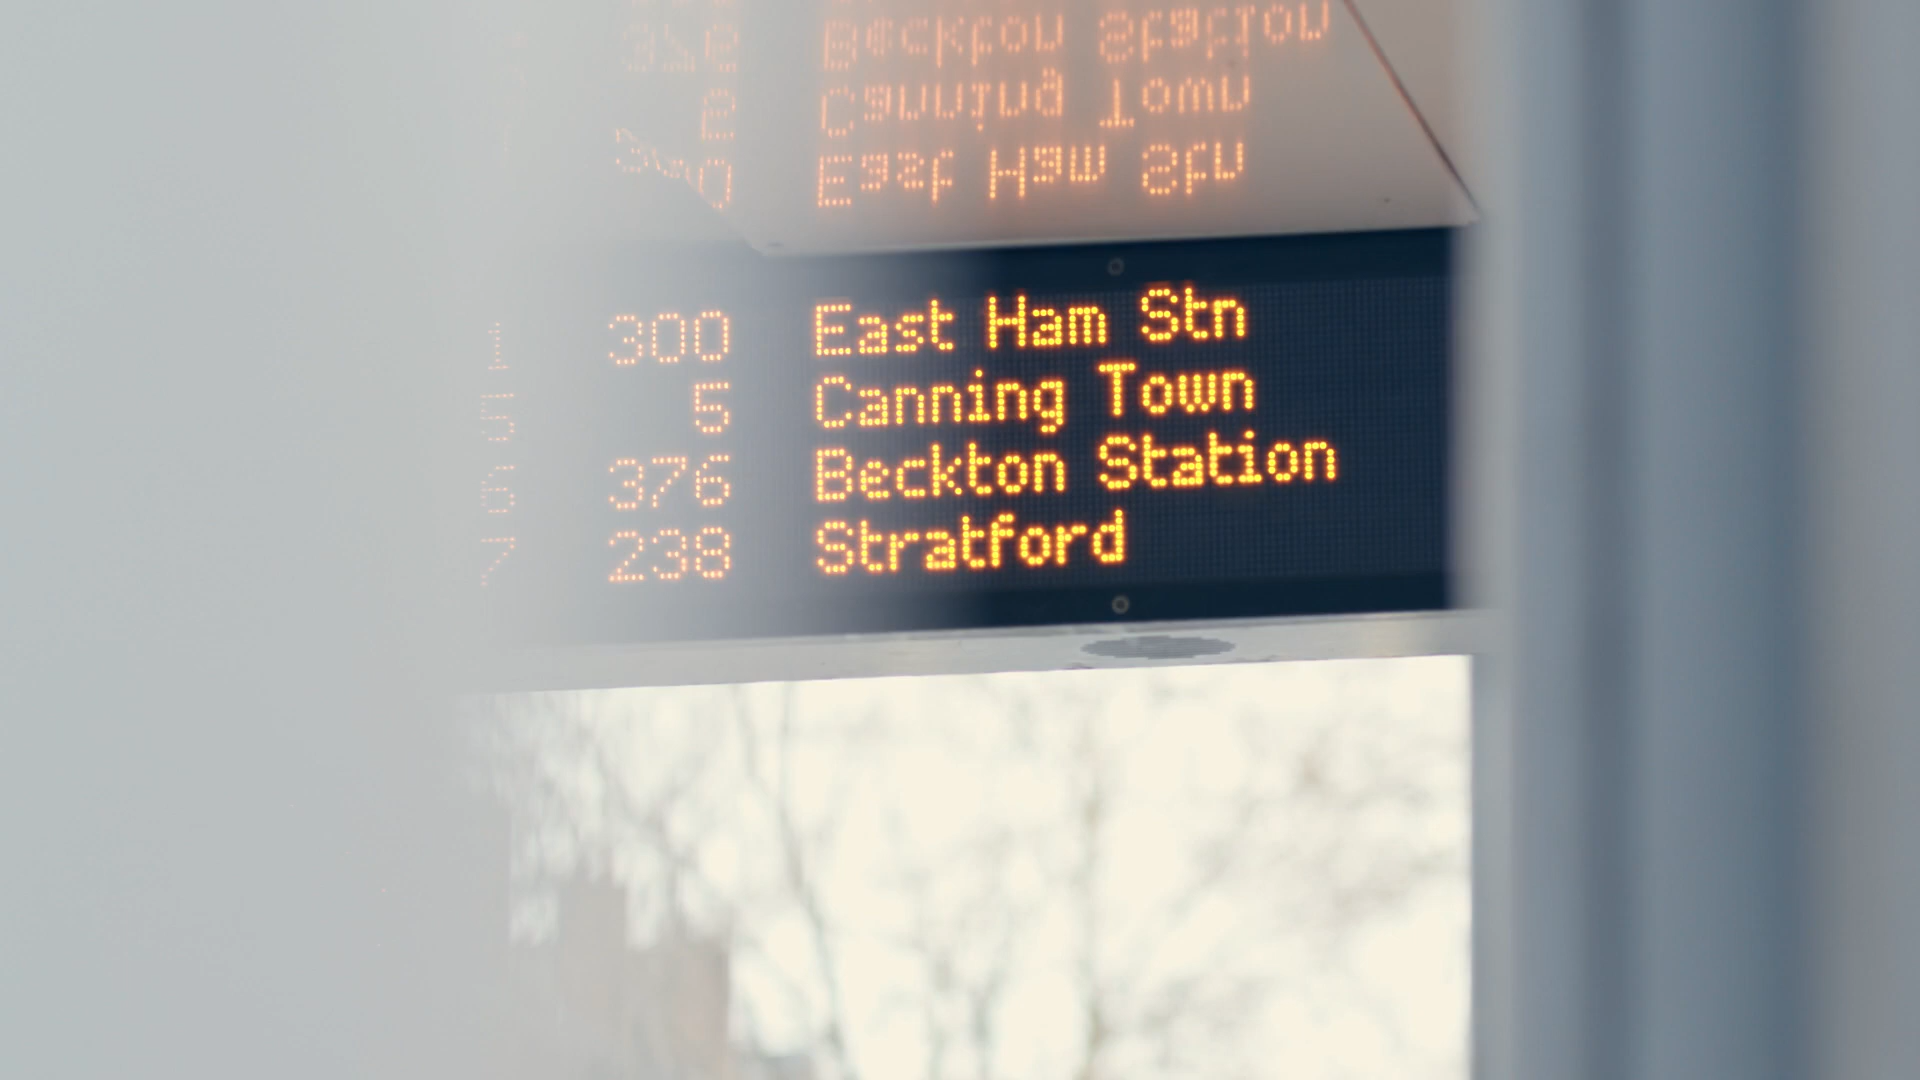 1 300 East Ham Stn
5 5 Canning Town
6 376 Beckton Station
7 238 Stratford